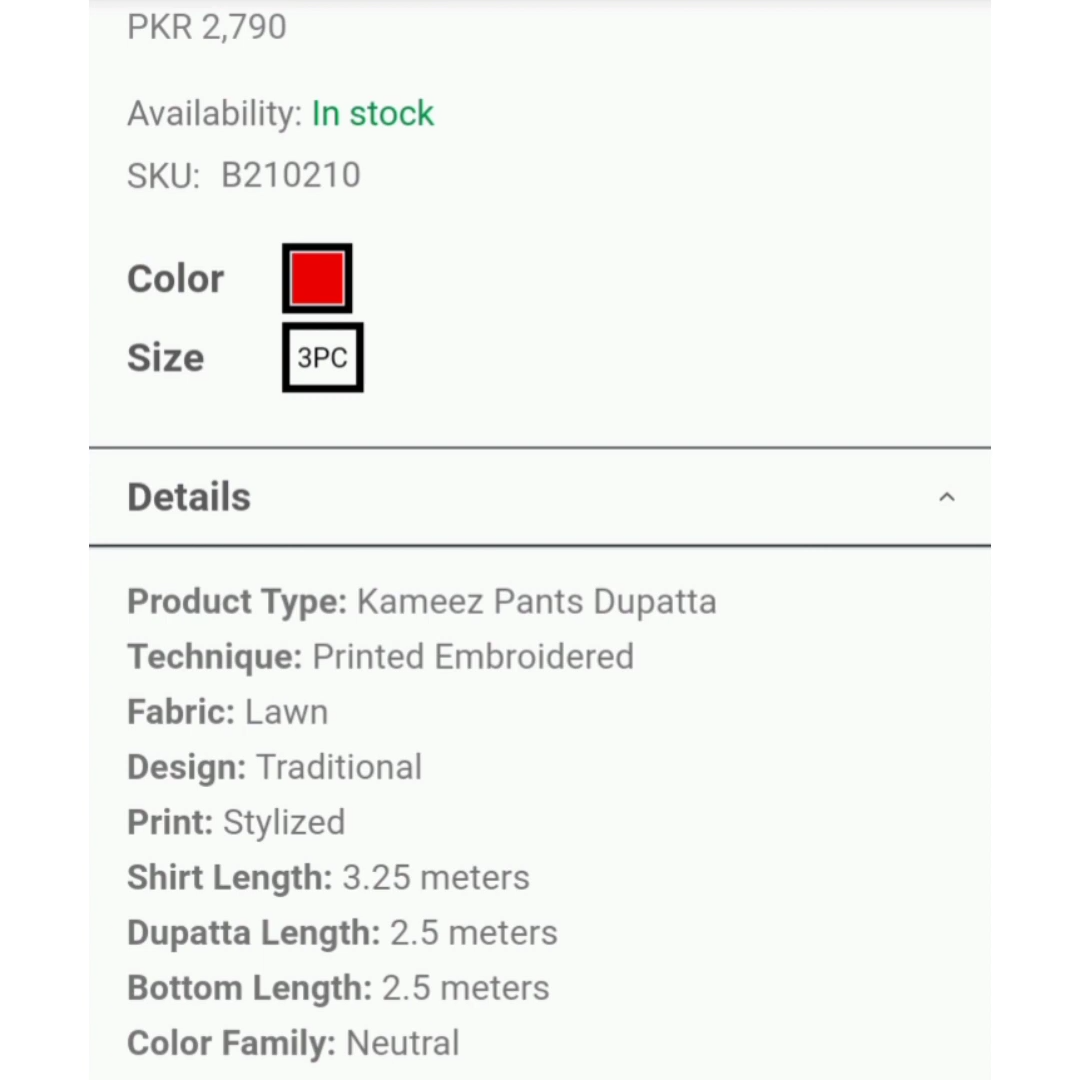 PKR 2,790
Availability: In stock
SKU: B210210
Color
Size 3PC
Details
Product Type: Kameez Pants Dupatta
Technique: Printed Embroidered
Fabric: Lawn
Design: Traditional
Print: Stylized
Shirt Length: 3.25 meters
Dupatta Length: 2.5 meters
Bottom Length: 2.5 meters
Color Family: Neutral